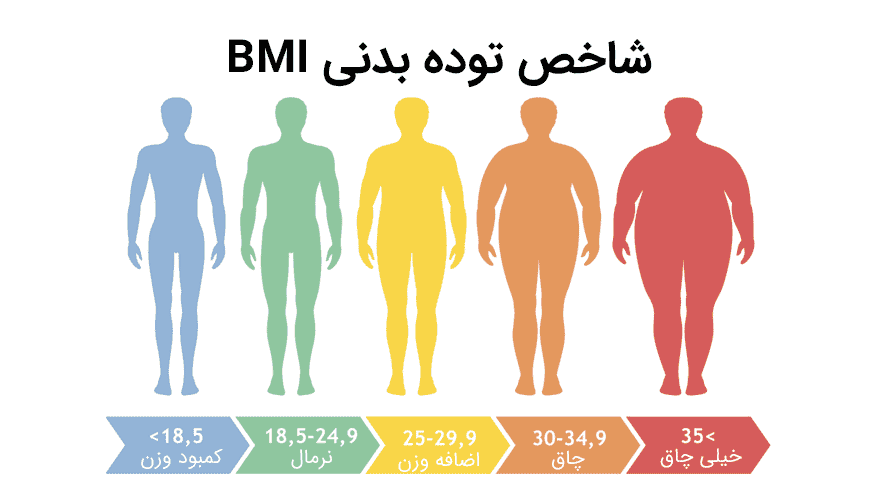 شاخص توده بدنی BMI
<18,5
کمبود وزن
18,5-24,9
نرمال
25-29,9
اضافه وزن
30-34,9
چاق
35<
خیلی چاق